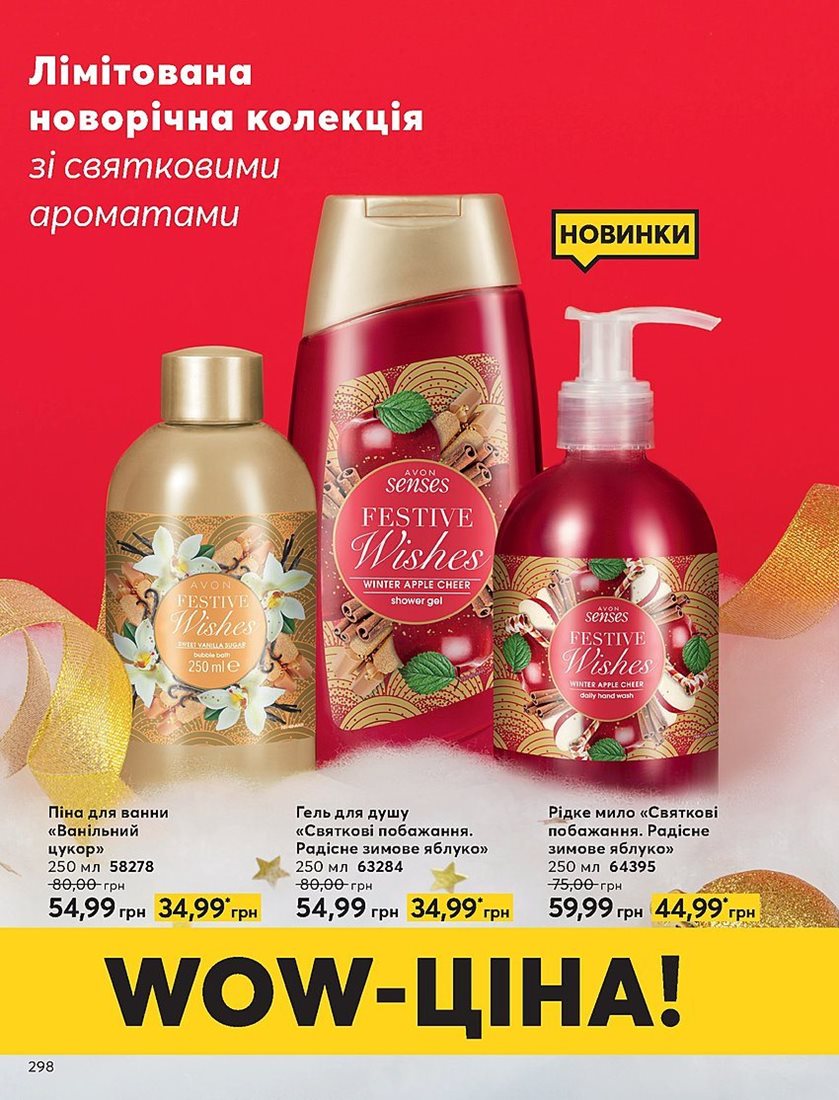 Лімітована
новорічна колекція
зі святковими
ароматами
НОВИНКИ
AVON
senses
FESTIVE
Wishes
WINTER APPLE CHEER
shower gel
AVON
FESTIVE
Wishes
SWEET VANILLA SUGAR
bubble bath
250 ml e
AVON
senses
FESTIVE
Wishes
WINTER APPLE CHEER
daily hand wash
Піна для ванни
«Ванільний
цукор»
250 мл 58278
80,00 грн
54,99 грн 34,99* грн
Гель для душу
«Святкові побажання.
Радісне зимове яблуко»
250 мл 63284
80,00 грн
54,99 грн 34,99* грн
Рідке мило «Святкові
побажання. Радісне
зимове яблуко»
250 мл 64395
75,00 грн
59,99 грн 44,99* грн
WOW-ЦІНА!
298